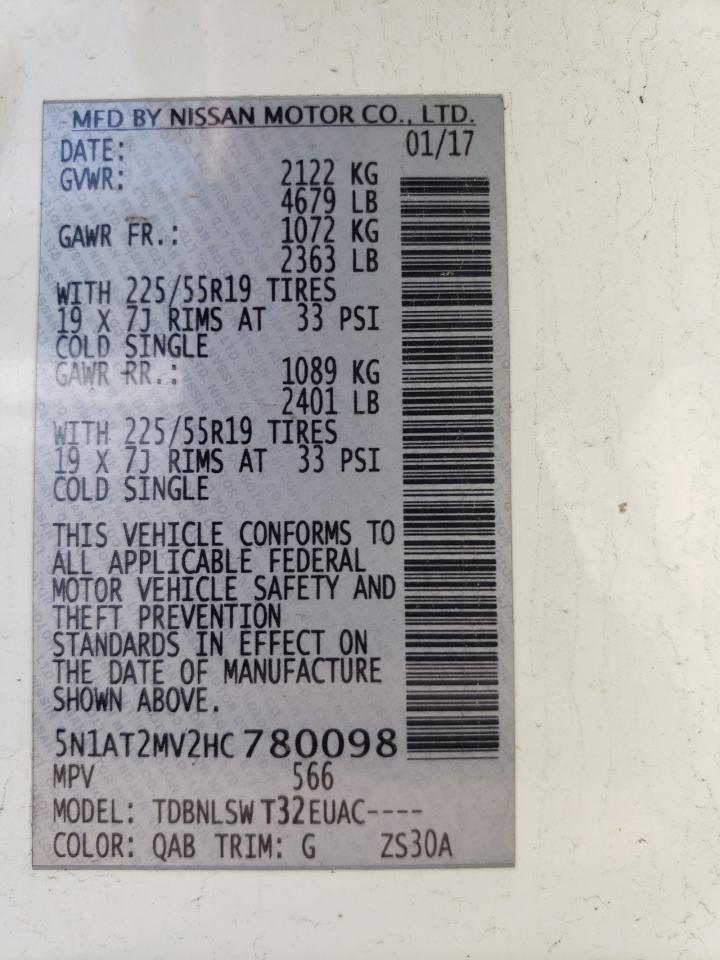 MFD BY NISSAN MOTOR CO., LTD.
DATE: 01/17
GVWR: 2122 KG
4679 LB
GAWR FR.: 1072 KG
2363 LB
WITH 225/55R19 TIRES
19 X 7J RIMS AT 33 PSI
COLD SINGLE
GAWR RR.: 1089 KG
2401 LB
WITH 225/55R19 TIRES
19 X 7J RIMS AT 33 PSI
COLD SINGLE
THIS VEHICLE CONFORMS TO
ALL APPLICABLE FEDERAL
MOTOR VEHICLE SAFETY AND
THEFT PREVENTION
STANDARDS IN EFFECT ON
THE DATE OF MANUFACTURE
SHOWN ABOVE.
5N1AT2MV2HC780098
MPV 566
MODEL: TDBNLSWT32EUAC----
COLOR: QAB TRIM: G ZS30A